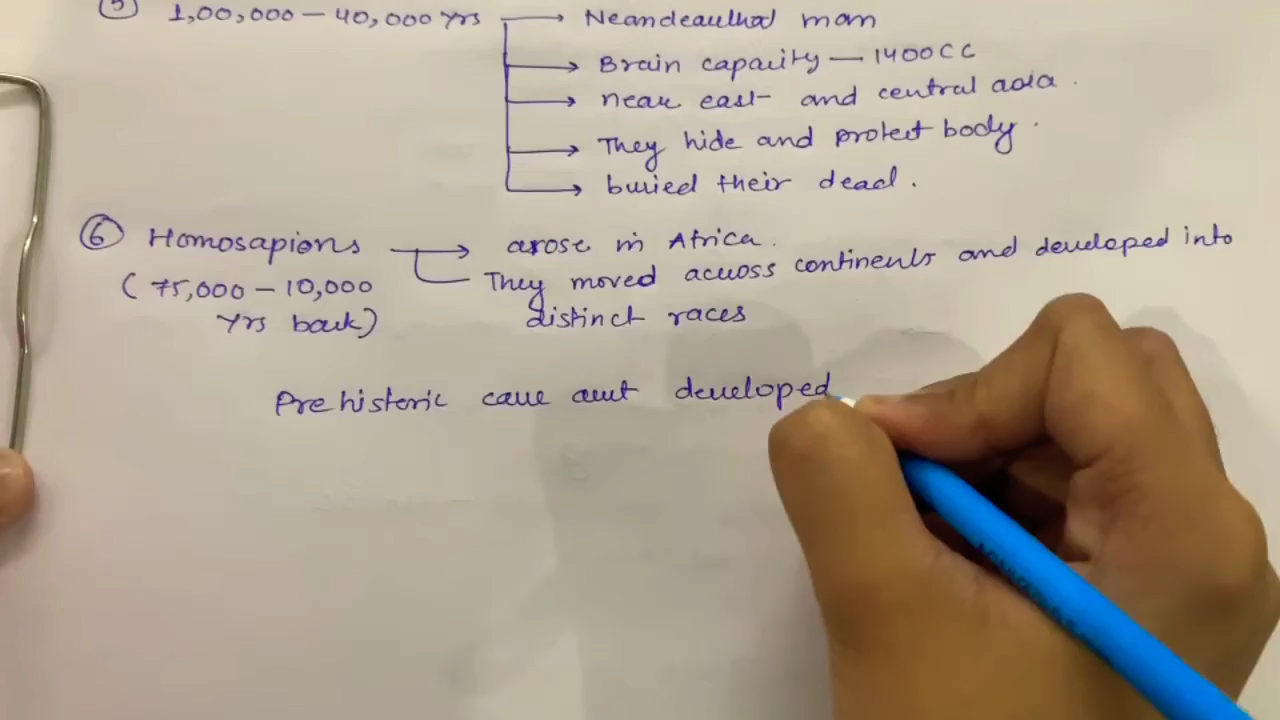 5 1,00,000 – 40,000 yrs → Neandeaulhal man
→ Brain capacity – 1400CC
→ near east and central asia.
→ They hide and protect body.
→ buried their dead.
6 Homosapions → arose in Africa.
(75,000 – 10,000 They moved across continents and developed into
yrs back) distinct races
Prehistoric cave art developed